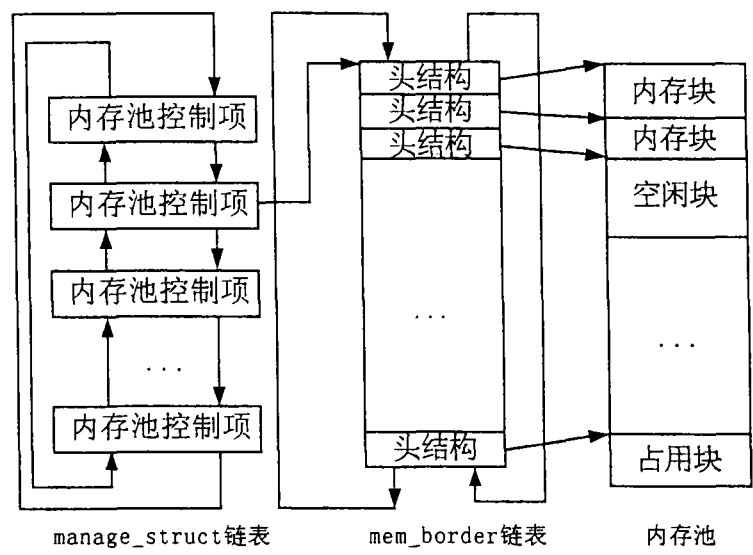 内存池控制项
内存池控制项
内存池控制项
...
内存池控制项
manage_struct链表
头结构
头结构
头结构
...
头结构
mem_border链表
内存块
内存块
空闲块
...
占用块
内存池